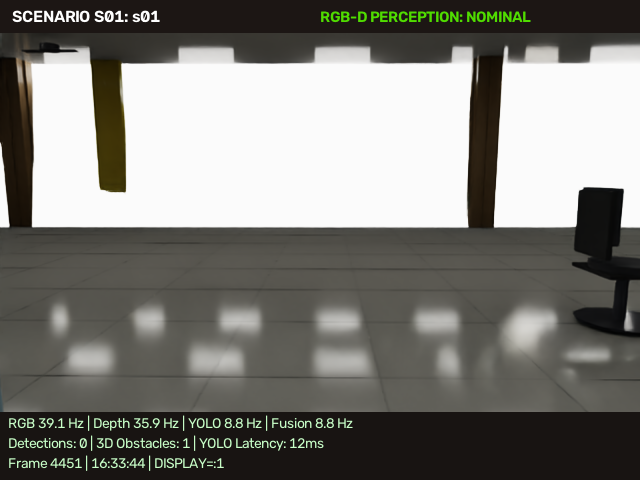 SCENARIO S01: s01
RGB-D PERCEPTION: NOMINAL
RGB 39.1 Hz | Depth 35.9 Hz | YOLO 8.8 Hz | Fusion 8.8 Hz
Detections: 0 | 3D Obstacles: 1 | YOLO Latency: 12ms
Frame 4451 | 16:33:44 | DISPLAY=:1